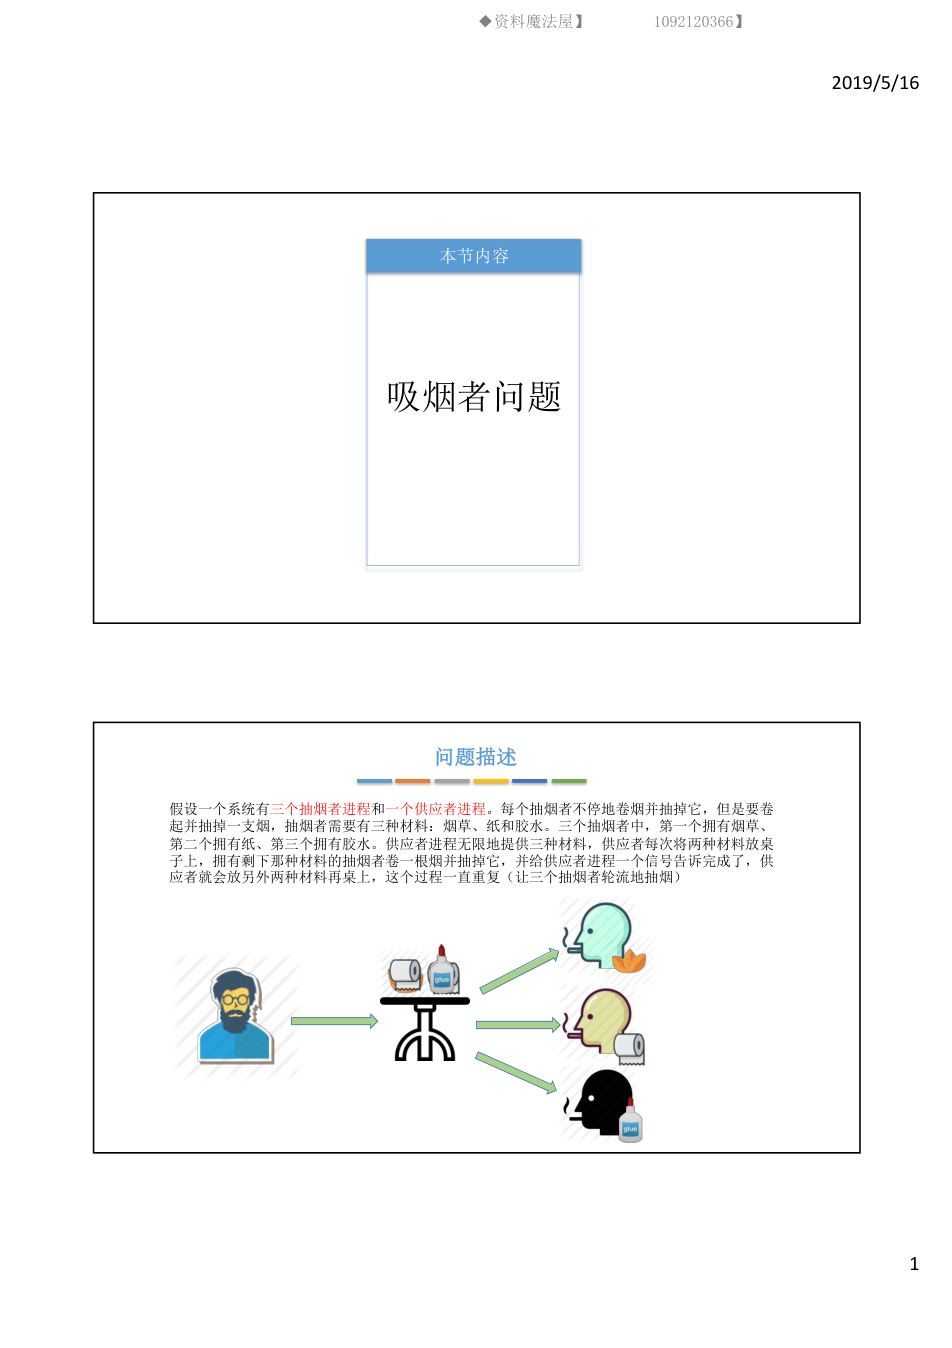 ◆资料魔法屋】 1092120366】
2019/5/16
本节内容
吸烟者问题
问题描述
假设一个系统有三个抽烟者进程和一个供应者进程。每个抽烟者不停地卷烟并抽掉它，但是要卷
起并抽掉一支烟，抽烟者需要有三种材料：烟草、纸和胶水。三个抽烟者中，第一个拥有烟草、
第二个拥有纸、第三个拥有胶水。供应者进程无限地提供三种材料，供应者每次将两种材料放桌
子上，拥有剩下那种材料的抽烟者卷一根烟并抽掉它，并给供应者进程一个信号告诉完成了，供
应者就会放另外两种材料再桌上，这个过程一直重复（让三个抽烟者轮流地抽烟）
glue
glue
1